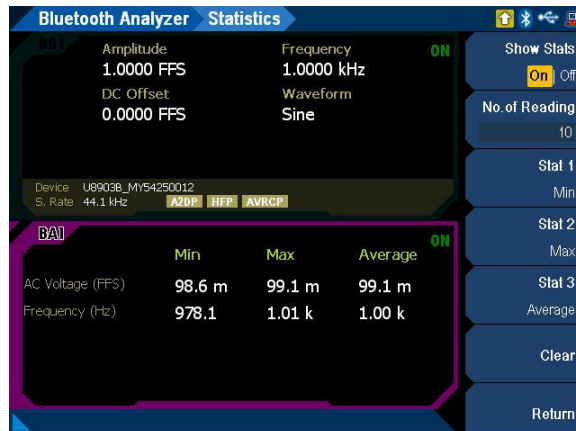 Bluetooth Analyzer Statistics
BG1
Amplitude Frequency ON
1.0000 FFS 1.0000 kHz
DC Offset Waveform
0.0000 FFS Sine
Device U8903B_MY54250012
S. Rate 44.1 kHz A2DP HFP AVRCP
BA1 ON
Min Max Average
AC Voltage (FFS) 98.6 m 99.1 m 99.1 m
Frequency (Hz) 978.1 1.01 k 1.00 k
Show Stats
On | Off
No. of Reading
10
Stat 1
Min
Stat 2
Max
Stat 3
Average
Clear
Return